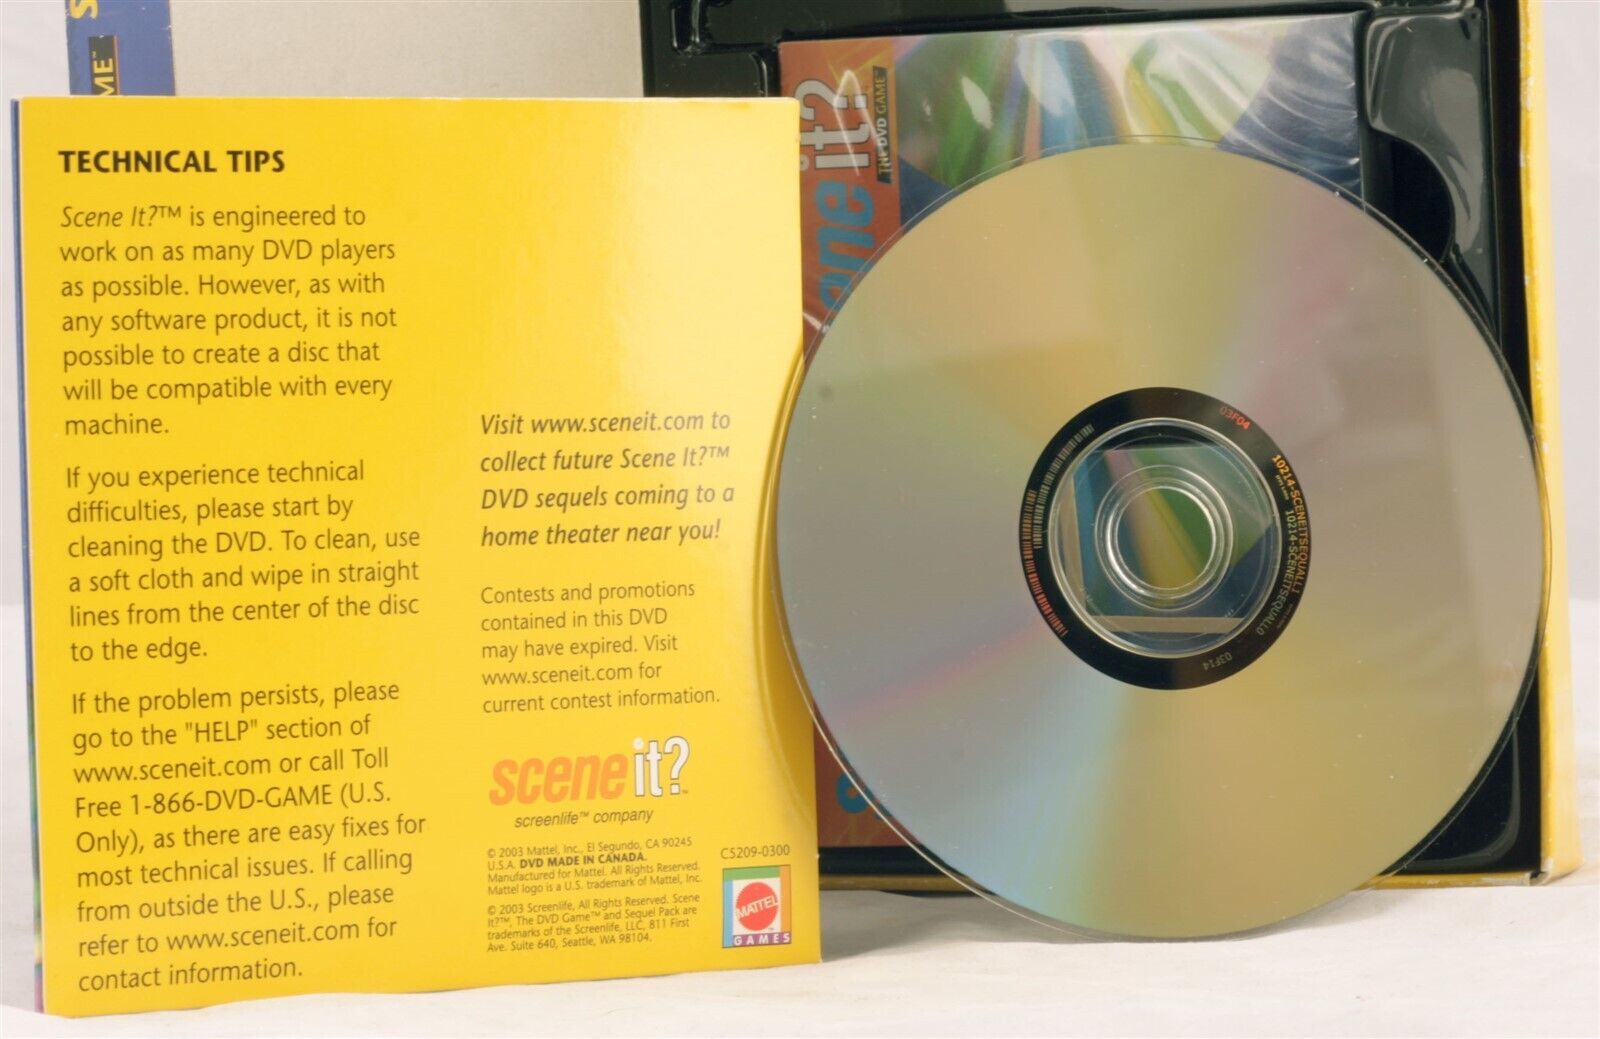 TECHNICAL TIPS
Scene It?™ is engineered to
work on as many DVD players
as possible. However, as with
any software product, it is not
possible to create a disc that
will be compatible with every
machine.
If you experience technical
difficulties, please start by
cleaning the DVD. To clean, use
a soft cloth and wipe in straight
lines from the center of the disc
to the edge.
If the problem persists, please
go to the "HELP" section of
www.sceneit.com or call Toll
Free 1-866-DVD-GAME (U.S.
Only), as there are easy fixes for
most technical issues. If calling
from outside the U.S., please
refer to www.sceneit.com for
contact information.
Visit www.sceneit.com to
collect future Scene It?™
DVD sequels coming to a
home theater near you!
Contests and promotions
contained in this DVD
may have expired. Visit
www.sceneit.com for
current contest information.
scene it?™
screenlife™ company
© 2003 Mattel, Inc., El Segundo, CA 90245
U.S.A. DVD MADE IN CANADA.
Manufactured for Mattel. All Rights Reserved.
Mattel logo is a U.S. trademark of Mattel, Inc.
© 2003 Screenlife, All Rights Reserved. Scene
It?™, The DVD Game™ and Sequel Pack are
trademarks of the Screenlife, LLC, 811 First
Ave. Suite 640, Seattle, WA 98104.
C5209-0300
MATTEL
GAMES
it?
THE DVD GAME™
03F04
10214-SCENEITSEQUALL1
10214-SCENEITSEQUALL0
03F14